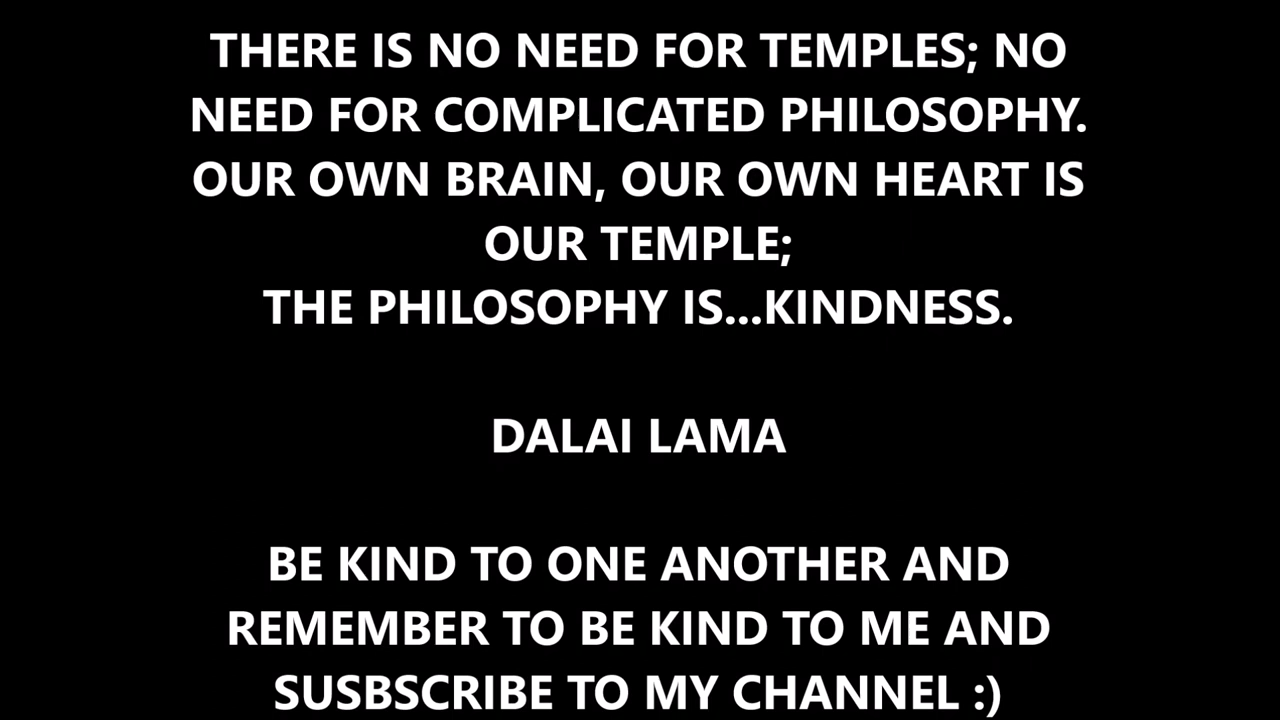 THERE IS NO NEED FOR TEMPLES; NO
NEED FOR COMPLICATED PHILOSOPHY.
OUR OWN BRAIN, OUR OWN HEART IS
OUR TEMPLE;
THE PHILOSOPHY IS...KINDNESS.
DALAI LAMA
BE KIND TO ONE ANOTHER AND
REMEMBER TO BE KIND TO ME AND
SUSBSCRIBE TO MY CHANNEL :)